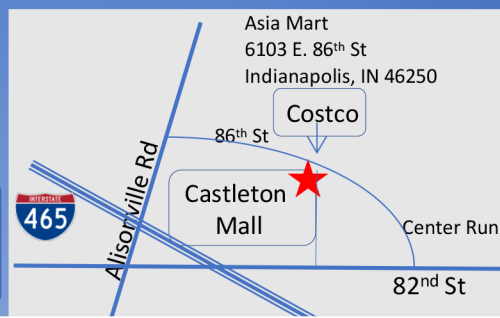 Asia Mart
6103 E. 86th St
Indianapolis, IN 46250
Costco
86th St
Alisonville Rd
Castleton
Mall
INTERSTATE
465
Center Run
82nd St